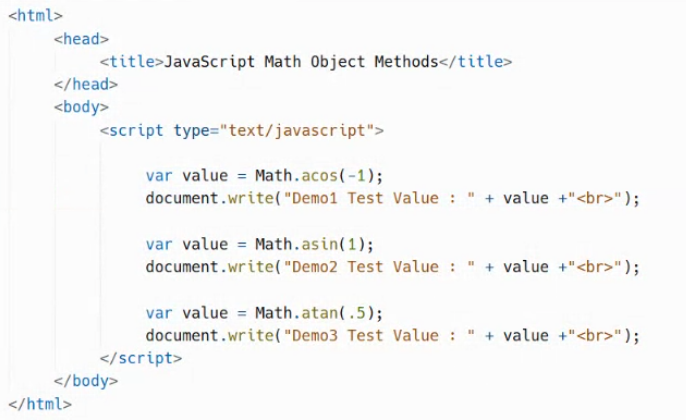 <html>
<head>
<title>JavaScript Math Object Methods</title>
</head>
<body>
<script type="text/javascript">
var value = Math.acos(-1);
document.write("Demo1 Test Value : " + value +"<br>");
var value = Math.asin(1);
document.write("Demo2 Test Value : " + value +"<br>");
var value = Math.atan(.5);
document.write("Demo3 Test Value : " + value +"<br>");
</script>
</body>
</html>